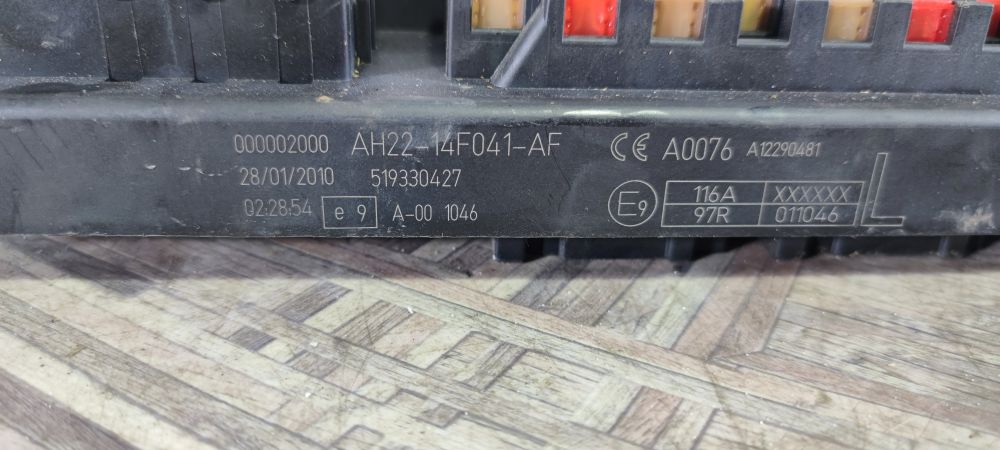 000002000 AH22-14F041-AF CE A0076 A12290481
28/01/2010 519330427
02:28:54 e 9 A-00 1046
E9 116A XXXXXX
97R 011046
L